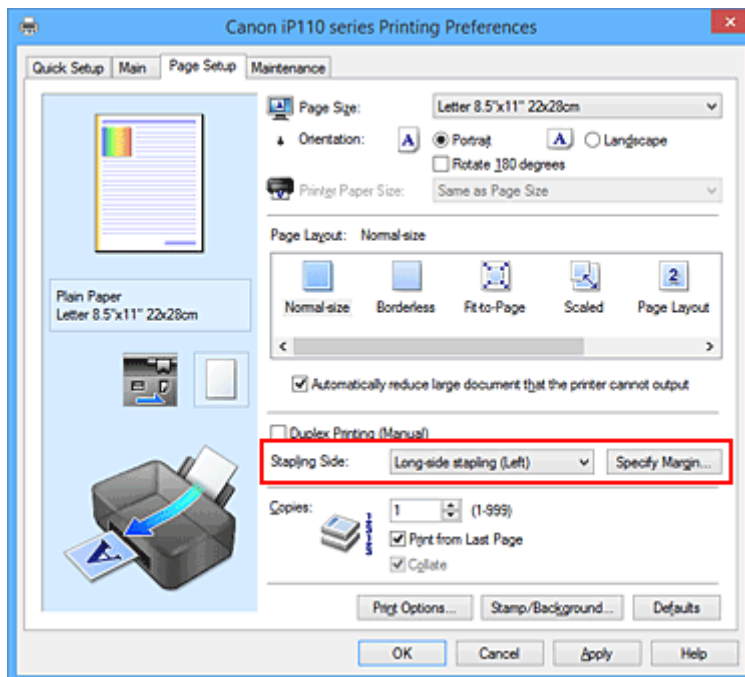 Canon iP110 series Printing Preferences
Quick Setup Main Page Setup Maintenance
Page Size: Letter 8.5"x11" 22x28cm
Orientation: A Portrait A Landscape
Rotate 180 degrees
Printer Paper Size: Same as Page Size
Page Layout: Normal-size
2
Normal-size Borderless Fit-to-Page Scaled Page Layout
Plain Paper
Letter 8.5"x11" 22x28cm
Automatically reduce large document that the printer cannot output
Duplex Printing (Manual)
Stapling Side: Long-side stapling (Left) Specify Margin...
Copies: 1 (1-999)
Print from Last Page
Collate
A
Print Options... Stamp/Background... Defaults
OK Cancel Apply Help